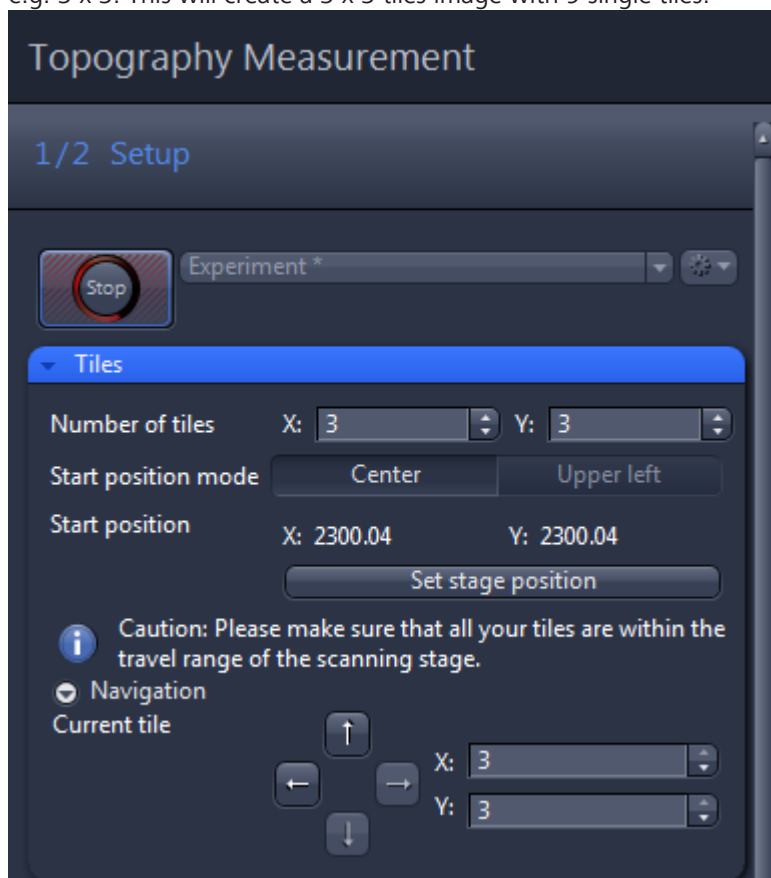 e.g. 3 x 3. This will create a 3 x 3 tiles image with 9 single tiles.
Topography Measurement
1/2 Setup
Stop
Experiment *
Tiles
Number of tiles X: 3 Y: 3
Start position mode Center Upper left
Start position X: 2300.04 Y: 2300.04
Set stage position
Caution: Please make sure that all your tiles are within the
travel range of the scanning stage.
Navigation
Current tile
X: 3
Y: 3